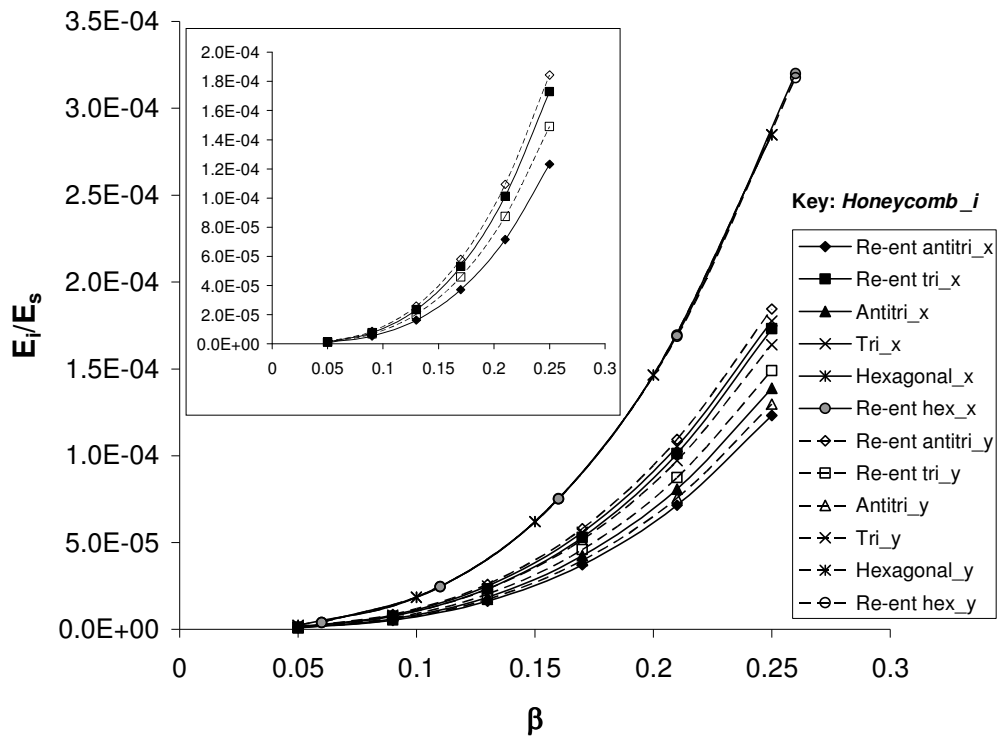 3.5E-04
3.0E-04
2.5E-04
2.0E-04
1.5E-04
1.0E-04
5.0E-05
0.0E+00
Ei/Es
0 0.05 0.1 0.15 0.2 0.25 0.3
β
2.0E-04
1.8E-04
1.6E-04
1.4E-04
1.2E-04
1.0E-04
8.0E-05
6.0E-05
4.0E-05
2.0E-05
0.0E+00
0 0.05 0.1 0.15 0.2 0.25 0.3
Key: Honeycomb_i
Re-ent antitri_x
Re-ent tri_x
Antitri_x
Tri_x
Hexagonal_x
Re-ent hex_x
Re-ent antitri_y
Re-ent tri_y
Antitri_y
Tri_y
Hexagonal_y
Re-ent hex_y